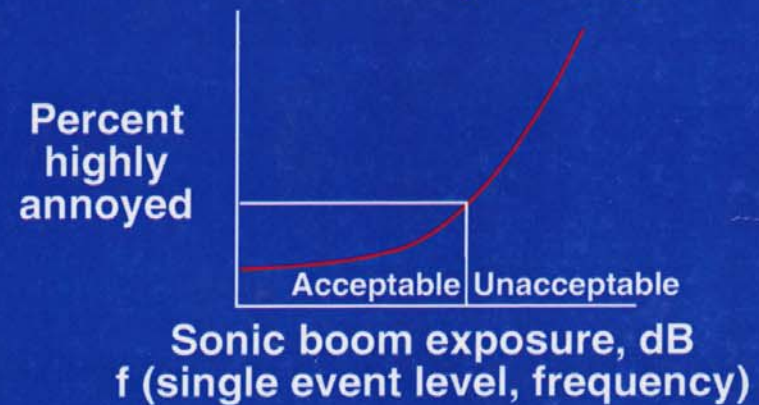 Percent
highly
annoyed
Acceptable Unacceptable
Sonic boom exposure, dB
f (single event level, frequency)